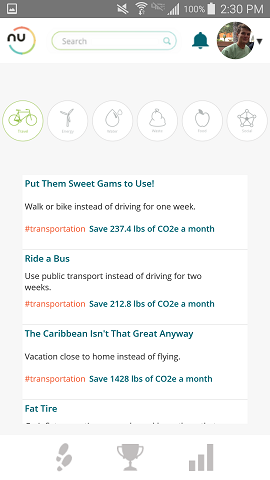 100% 2:30 PM
nu
Search
Travel Energy Water Waste Food Social
Put Them Sweet Gams to Use!
Walk or bike instead of driving for one week.
#transportation Save 237.4 lbs of CO2e a month
Ride a Bus
Use public transport instead of driving for two
weeks.
#transportation Save 212.8 lbs of CO2e a month
The Caribbean Isn't That Great Anyway
Vacation close to home instead of flying.
#transportation Save 1428 lbs of CO2e a month
Fat Tire